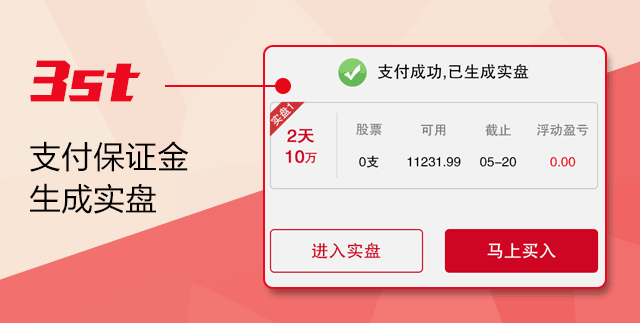 3st
支付保证金
生成实盘
支付成功,已生成实盘
实盘1
2天
10万
股票 可用 截止 浮动盈亏
0支 11231.99 05-20 0.00
进入实盘 马上买入